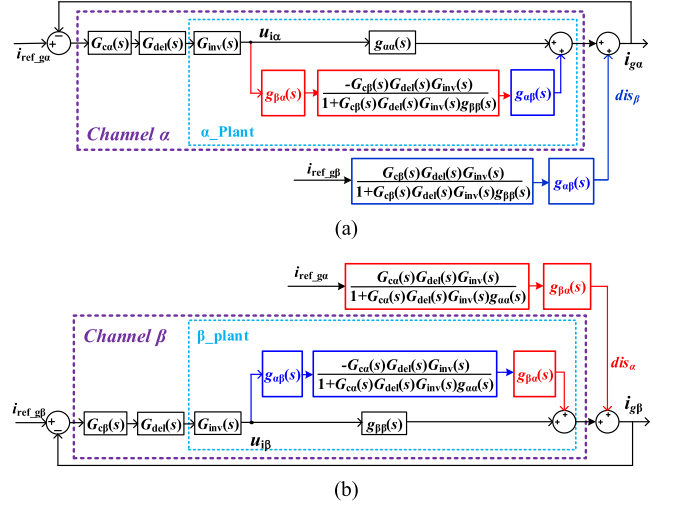 −
i_ref_gα + G_cα(s) G_del(s) G_inv(s) u_iα g_αα(s) + + + + i_gα
g_βα(s) -G_cβ(s)G_del(s)G_inv(s) g_αβ(s)
1+G_cβ(s)G_del(s)G_inv(s)g_ββ(s)
dis_β
Channel α α_Plant
i_ref_gβ G_cβ(s)G_del(s)G_inv(s) g_αβ(s)
1+G_cβ(s)G_del(s)G_inv(s)g_ββ(s)
(a)
i_ref_gα G_cα(s)G_del(s)G_inv(s) g_βα(s)
1+G_cα(s)G_del(s)G_inv(s)g_αα(s)
Channel β β_plant
g_αβ(s) -G_cα(s)G_del(s)G_inv(s) g_βα(s) dis_α
1+G_cα(s)G_del(s)G_inv(s)g_αα(s)
i_ref_gβ + G_cβ(s) G_del(s) G_inv(s) u_iβ g_ββ(s) + + + + i_gβ
−
(b)